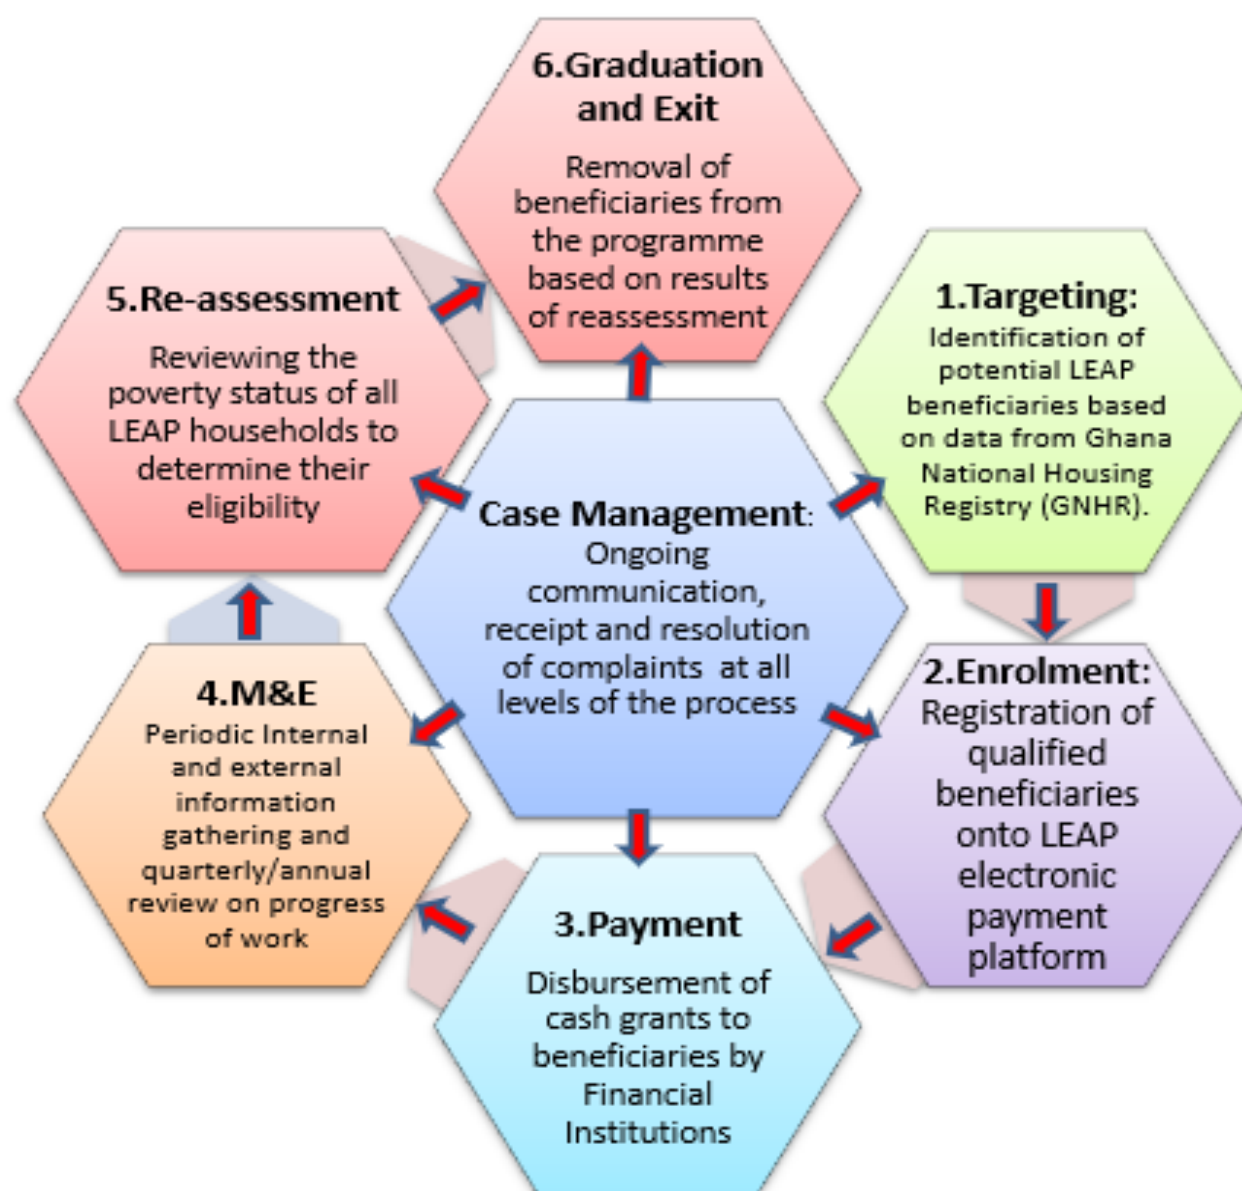 6.Graduation
and Exit
Removal of
beneficiaries from
the programme
based on results
of reassessment
1.Targeting:
Identification of
potential LEAP
beneficiaries based
on data from Ghana
National Housing
Registry (GNHR).
2.Enrolment:
Registration of
qualified
beneficiaries
onto LEAP
electronic
payment
platform
3.Payment
Disbursement of
cash grants to
beneficiaries by
Financial
Institutions
4.M&E
Periodic Internal
and external
information
gathering and
quarterly/annual
review on progress
of work
5.Re-assessment
Reviewing the
poverty status of all
LEAP households to
determine their
eligibility
Case Management:
Ongoing
communication,
receipt and resolution
of complaints at all
levels of the process